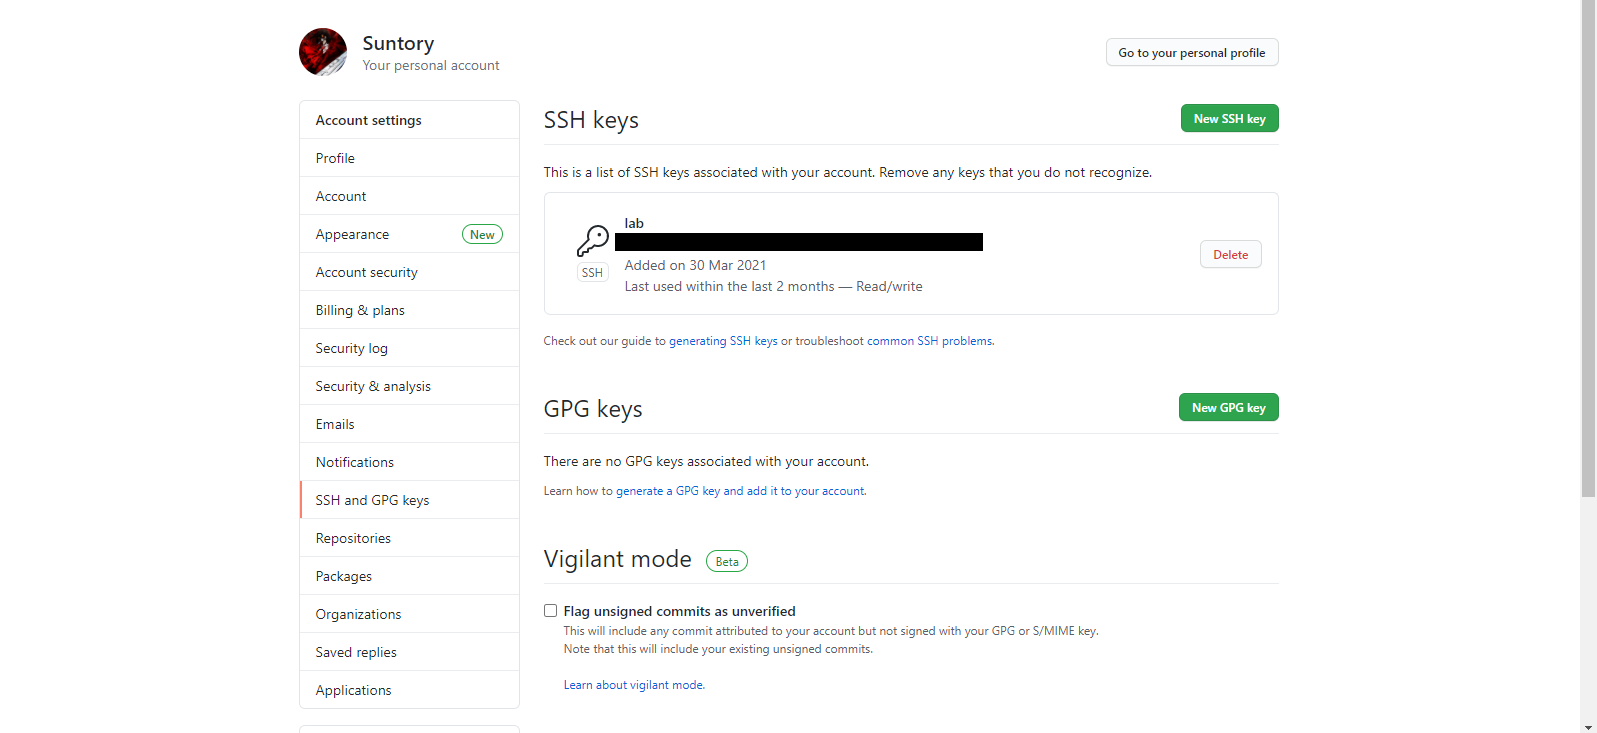 Suntory
Your personal account
Go to your personal profile
Account settings
Profile
Account
Appearance
New
Account security
Billing & plans
Security log
Security & analysis
Emails
Notifications
SSH and GPG keys
Repositories
Packages
Organizations
Saved replies
Applications
SSH keys
New SSH key
This is a list of SSH keys associated with your account. Remove any keys that you do not recognize.
lab
SSH
Added on 30 Mar 2021
Last used within the last 2 months — Read/write
Delete
Check out our guide to generating SSH keys or troubleshoot common SSH problems.
GPG keys
New GPG key
There are no GPG keys associated with your account.
Learn how to generate a GPG key and add it to your account.
Vigilant mode
Beta
Flag unsigned commits as unverified
This will include any commit attributed to your account but not signed with your GPG or S/MIME key.
Note that this will include your existing unsigned commits.
Learn about vigilant mode.